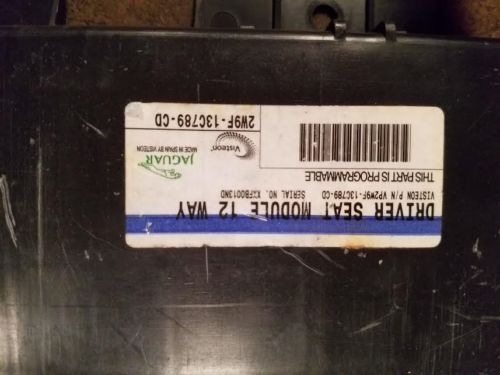 DRIVER SEAT MODULE 12 WAY
VISTEON P/N VP2W9F-13C789-CD
SERIAL NO. KXFB0013ND
THIS PART IS PROGRAMMABLE
JAGUAR
MADE IN SPAIN BY VISTEON
Visteon
2W9F-13C789-CD